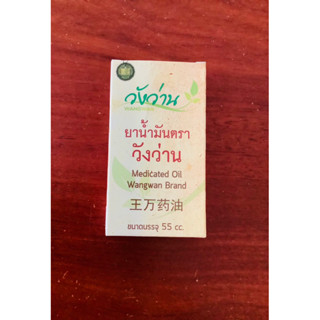 วังว่าน
ยาน้ำมันตรา
วังว่าน
Medicated Oil
Wangwan Brand
王万药油
ขนาดบรรจุ 55 cc.